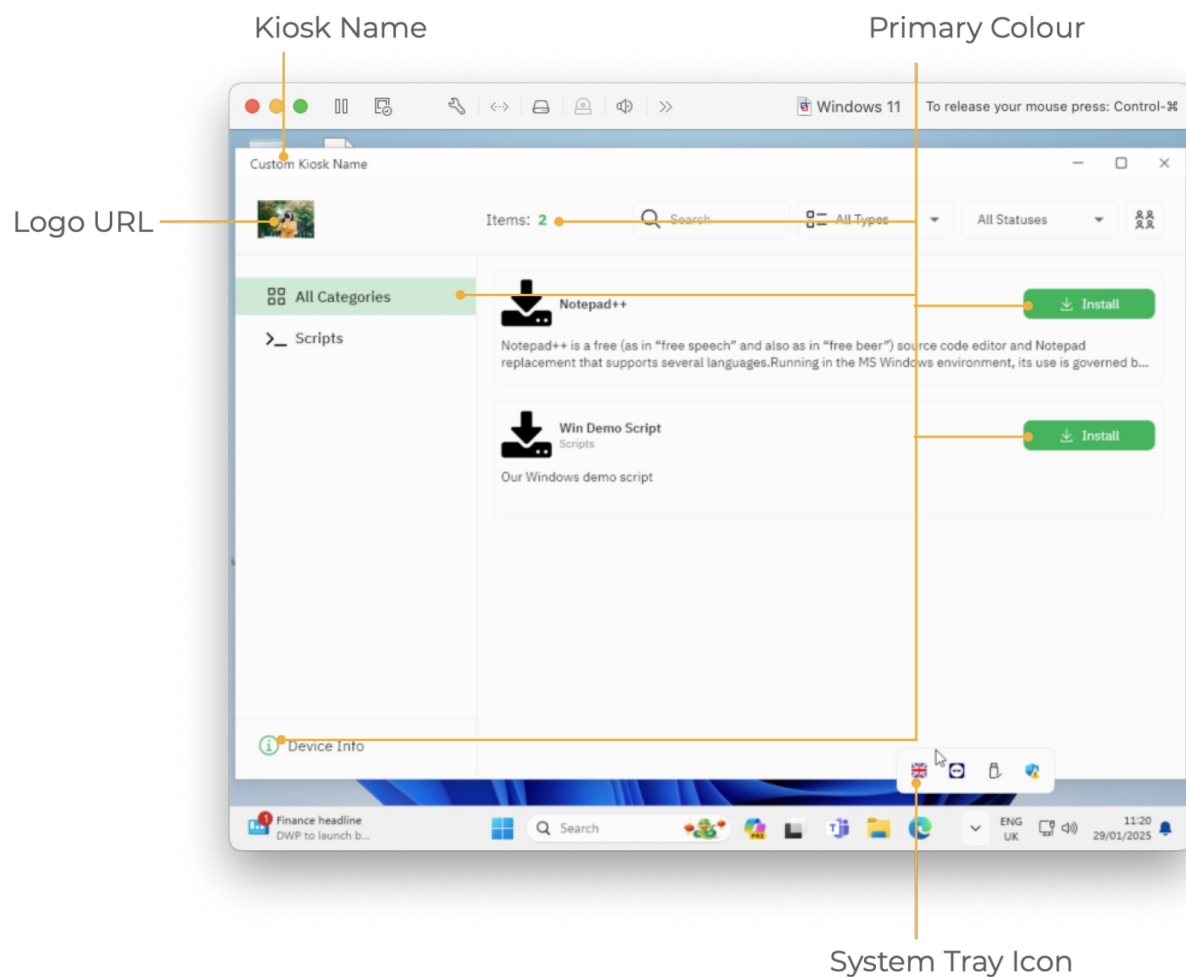 Kiosk Name
Primary Colour
Windows 11
To release your mouse press: Control-⌘
Custom Kiosk Name
Logo URL
Items: 2
Search
All Types
All Statuses
All Categories
Scripts
Notepad++
Install
Notepad++ is a free (as in “free speech” and also as in “free beer”) source code editor and Notepad
replacement that supports several languages.Running in the MS Windows environment, its use is governed b...
Win Demo Script
Scripts
Install
Our Windows demo script
Device Info
1
Finance headline
DWP to launch b...
Search
PRE
ENG
UK
11:20
29/01/2025
System Tray Icon